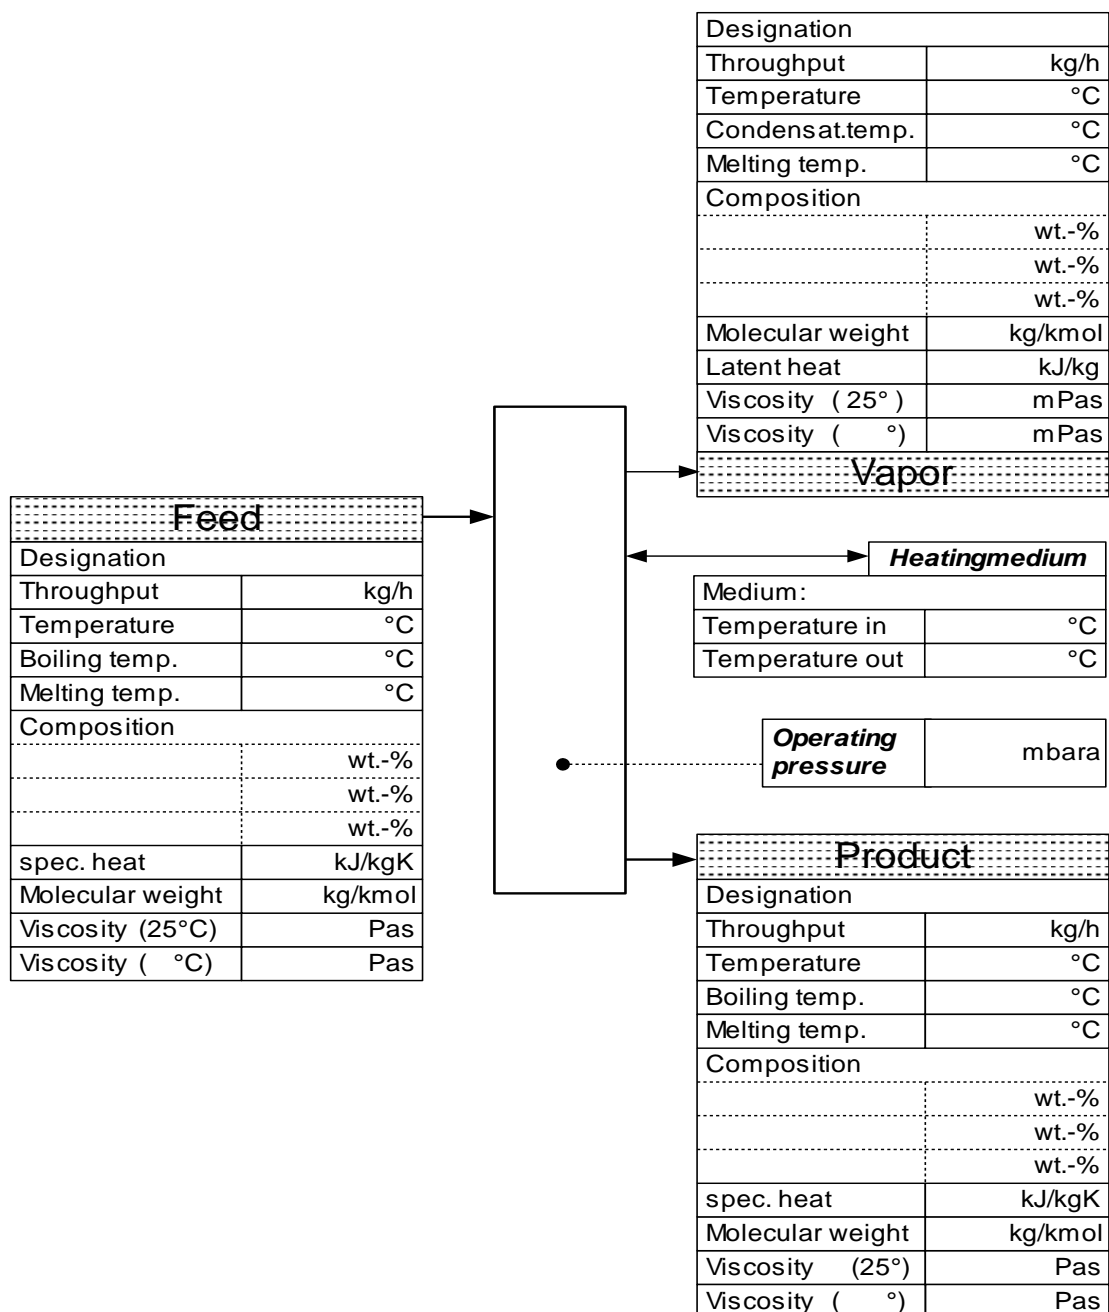 Designation
Throughput kg/h
Temperature °C
Condensat.temp. °C
Melting temp. °C
Composition
wt.-%
wt.-%
wt.-%
Molecular weight kg/kmol
Latent heat kJ/kg
Viscosity ( 25° ) mPas
Viscosity ( °) mPas
Vapor
Feed
Designation
Throughput kg/h
Temperature °C
Boiling temp. °C
Melting temp. °C
Composition
wt.-%
wt.-%
wt.-%
spec. heat kJ/kgK
Molecular weight kg/kmol
Viscosity (25°C) Pas
Viscosity ( °C) Pas
Heatingmedium
Medium:
Temperature in °C
Temperature out °C
Operating
pressure mbara
Product
Designation
Throughput kg/h
Temperature °C
Boiling temp. °C
Melting temp. °C
Composition
wt.-%
wt.-%
wt.-%
spec. heat kJ/kgK
Molecular weight kg/kmol
Viscosity (25°) Pas
Viscosity ( °) Pas